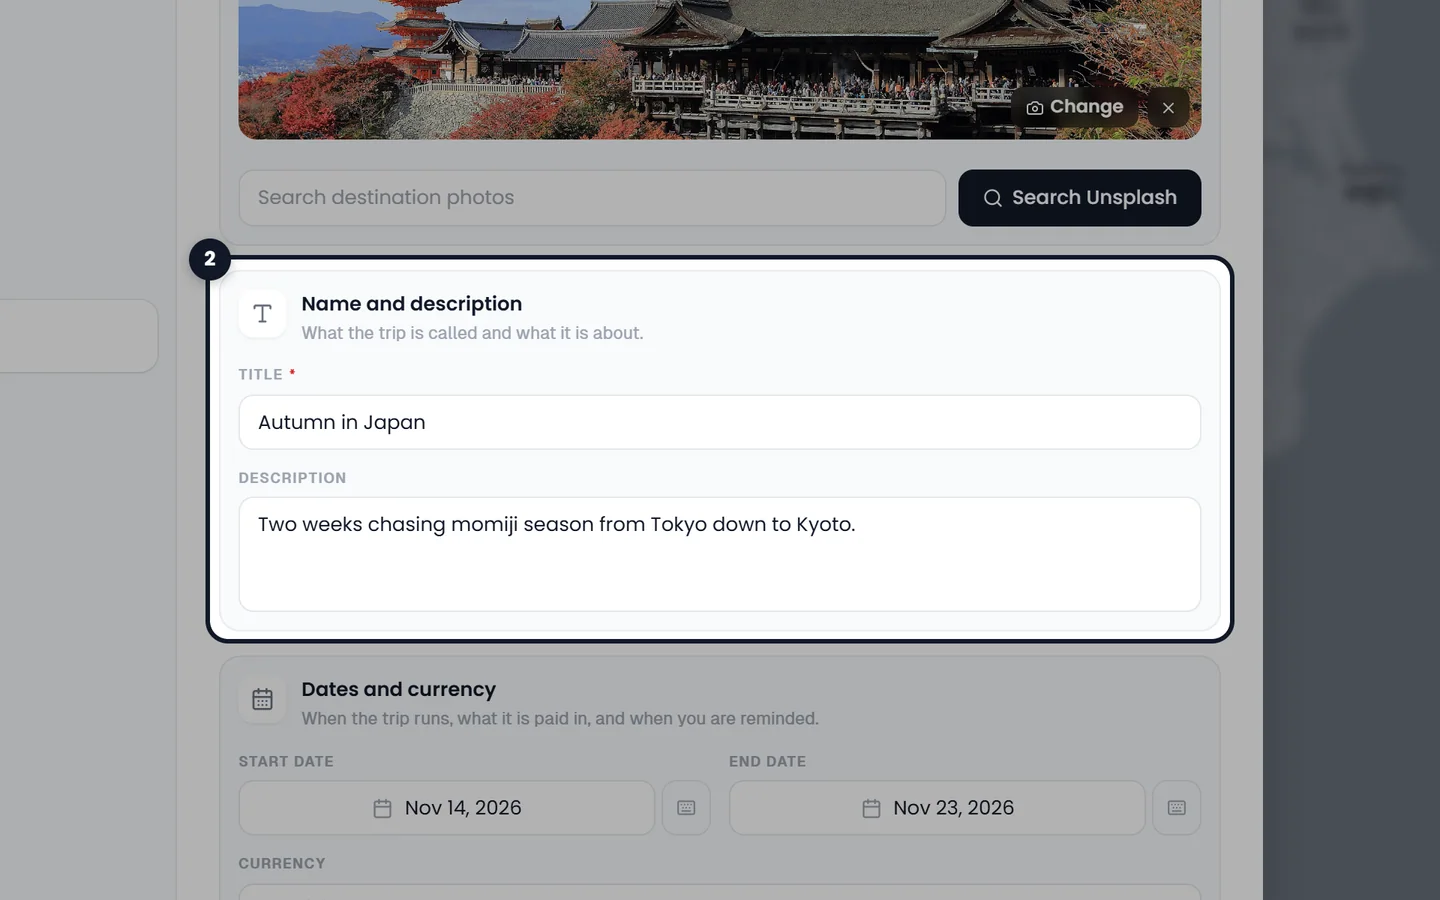 Change
Search destination photos
Search Unsplash
2
Name and description
What the trip is called and what it is about.
TITLE *
Autumn in Japan
DESCRIPTION
Two weeks chasing momiji season from Tokyo down to Kyoto.
Dates and currency
When the trip runs, what it is paid in, and when you are reminded.
START DATE
END DATE
Nov 14, 2026
Nov 23, 2026
CURRENCY